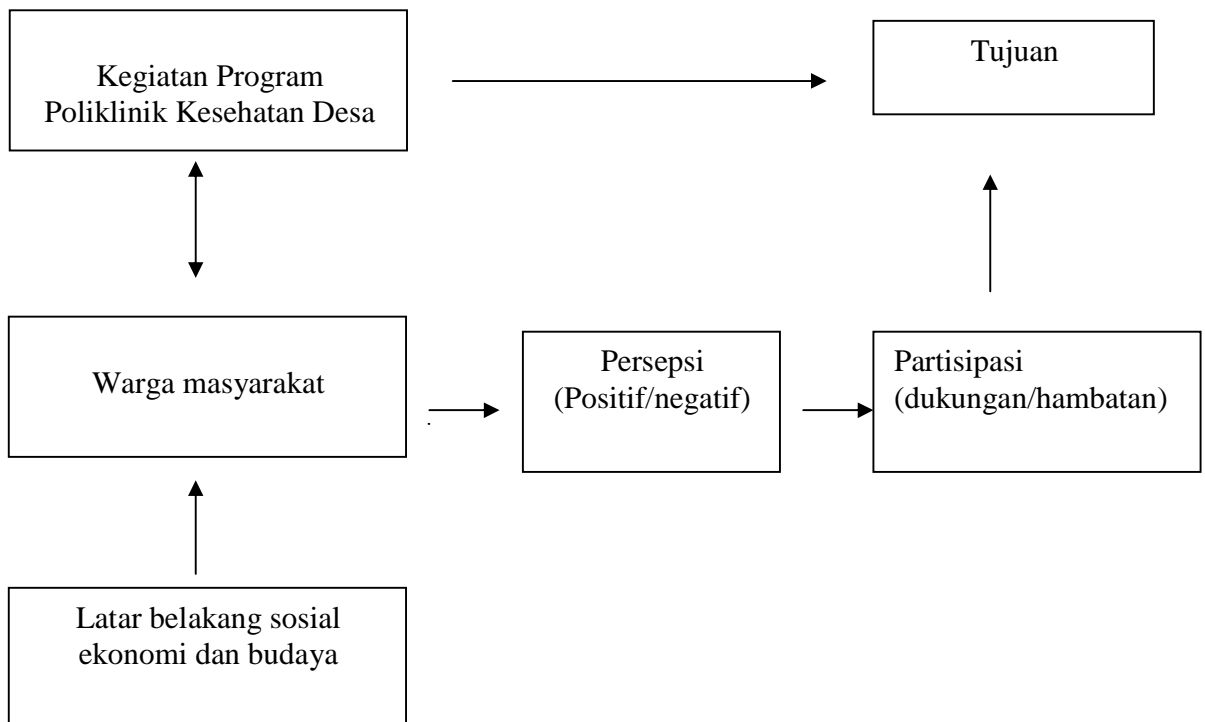 Kegiatan Program
Poliklinik Kesehatan Desa
Tujuan
Warga masyarakat
Persepsi
(Positif/negatif)
Partisipasi
(dukungan/hambatan)
Latar belakang sosial
ekonomi dan budaya